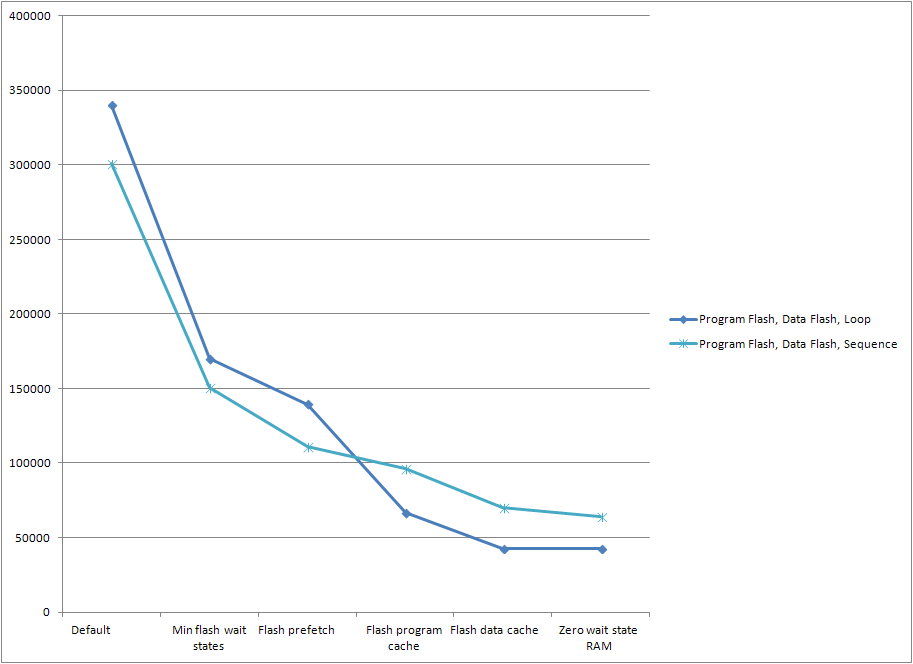 400000
350000
300000
250000
200000
150000
100000
50000
0
Default
Min flash wait
states
Flash prefetch
Flash program
cache
Flash data cache
Zero wait state
RAM
Program Flash, Data Flash, Loop
Program Flash, Data Flash, Sequence